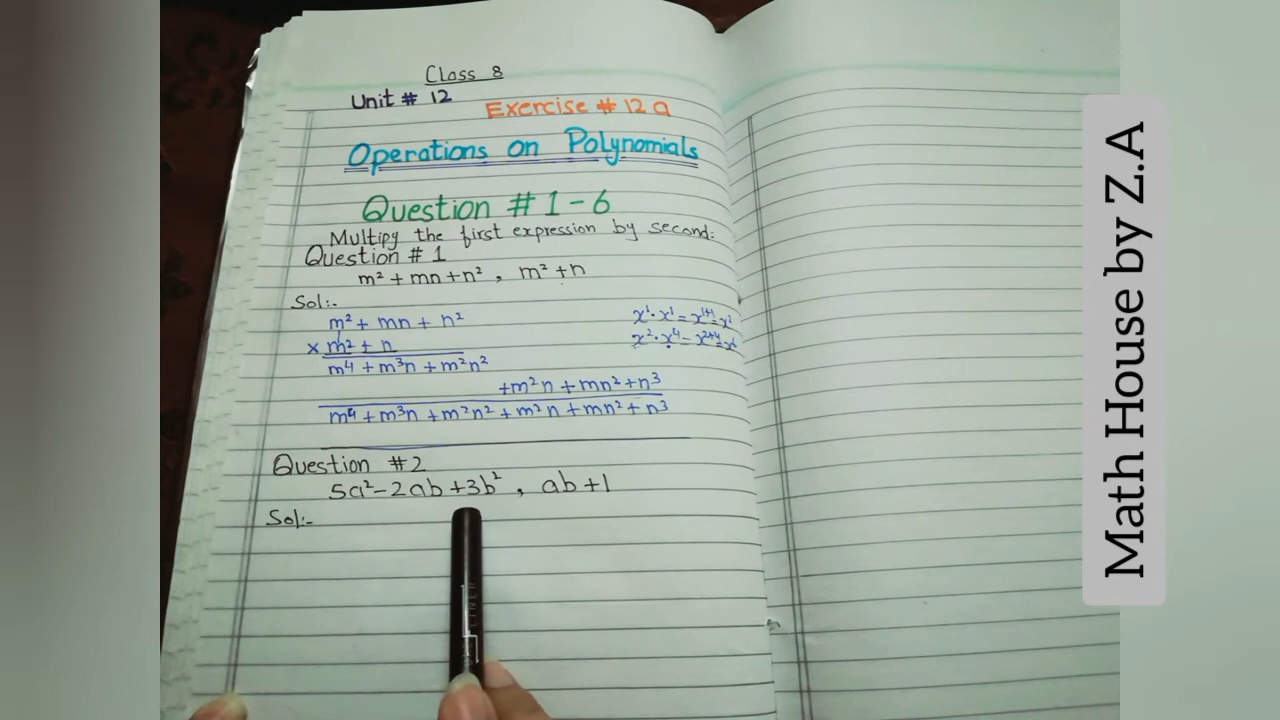 Class 8
Unit # 12
Exercise # 12 a
Operations on Polynomials
Question # 1 - 6
Multipy the first expression by second:
Question # 1
m² + mn + n² , m² + n
Sol:-
m² + mn + n²
x m² + n
m⁴ + m³n + m²n²
+m²n + mn² + n³
m⁴ + m³n + m²n² + m²n + mn² + n³
x¹·x¹ = x¹⁺¹ = x²
x²·x⁴ = x²⁺⁴ = x⁶
Question # 2
5a² - 2ab + 3b² , ab + 1
Sol:-
Math House by Z.A